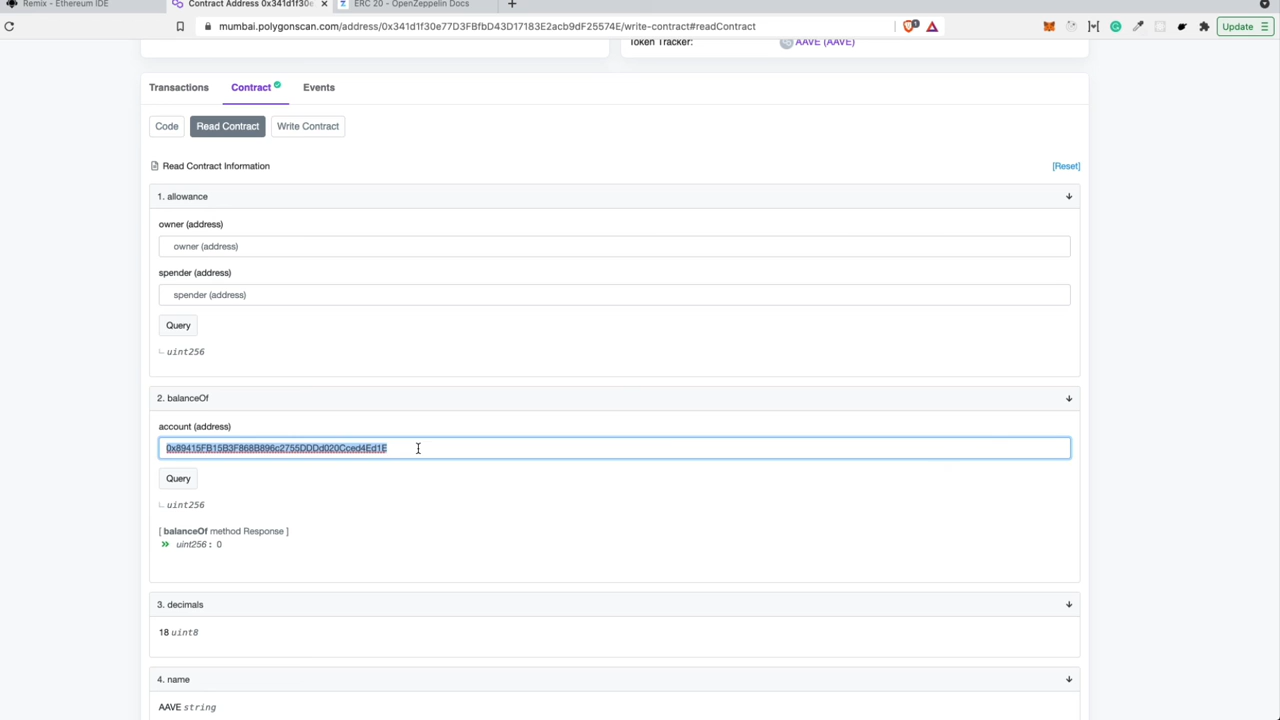 Remix - Ethereum IDE
Contract Address 0x341d1f30e
ERC 20 - OpenZeppelin Docs
mumbai.polygonscan.com/address/0x341d1f30e77D3FBfbD43D17183E2acb9dF25574E/write-contract#readContract
1
Update
Token Tracker:
AAVE (AAVE)
Transactions
Contract
Events
Code
Read Contract
Write Contract
Read Contract Information
[Reset]
1. allowance
owner (address)
owner (address)
spender (address)
spender (address)
Query
uint256
2. balanceOf
account (address)
0x89415FB15B3F868B896c2755DDDd020Cced4Ed1E
Query
uint256
[ balanceOf method Response ]
uint256 : 0
3. decimals
18 uint8
4. name
AAVE string